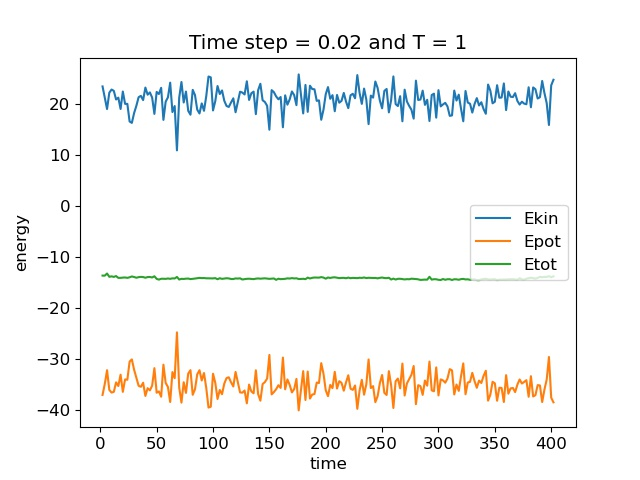 Time step = 0.02 and T = 1
energy
20
10
0
−10
−20
−30
−40
Ekin
Epot
Etot
0 50 100 150 200 250 300 350 400
time